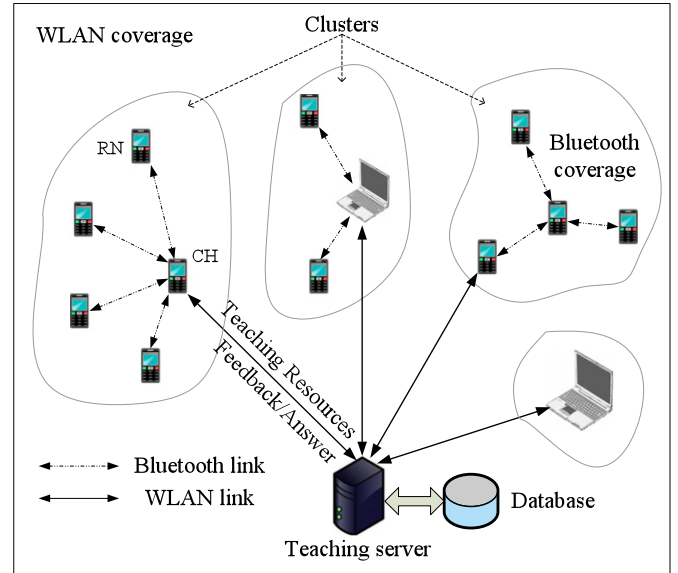 WLAN coverage
Clusters
RN
Bluetooth
coverage
CH
Teaching Resources
Feedback/Answer
Bluetooth link
WLAN link
Database
Teaching server